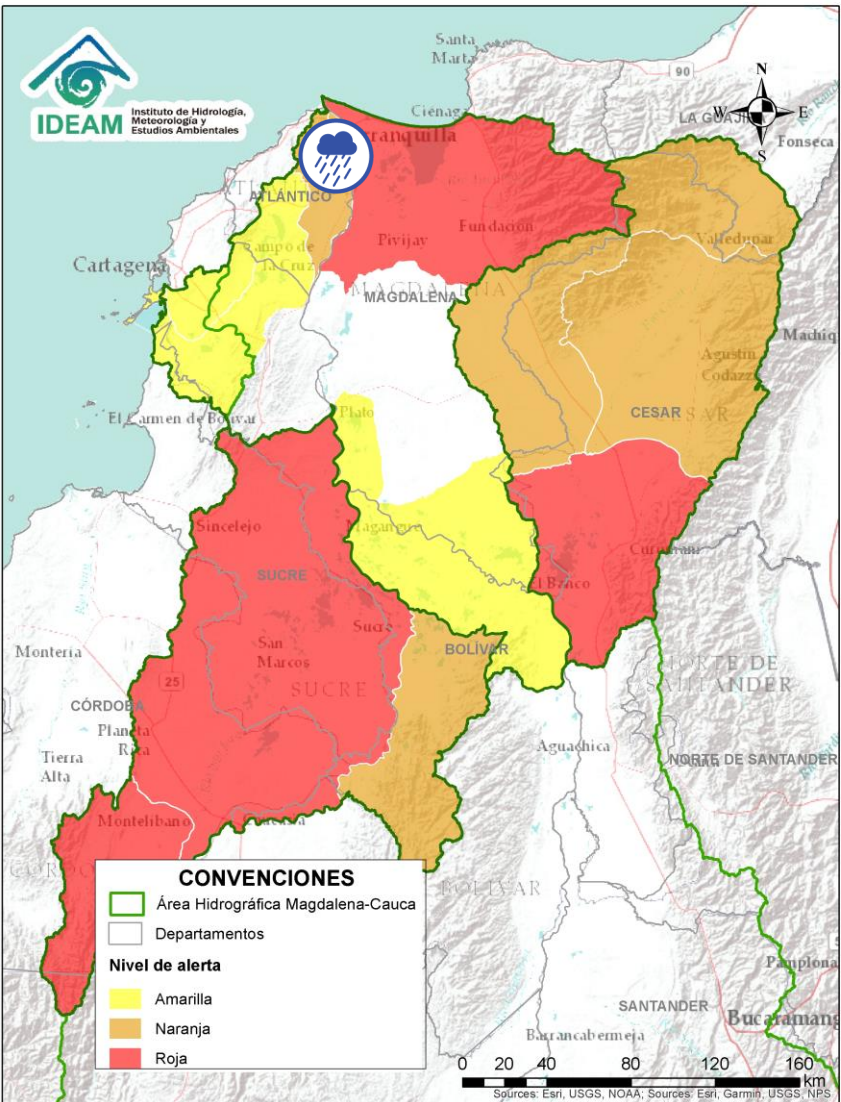 IDEAM
Instituto de Hidrología,
Meteorología y
Estudios Ambientales
Santa
Marta
90
N
W
E
S
LA GUAJIRA
Fonseca
Ciénaga
ATLÁNTICO
Campo de
la Cruz
Pivijay
Fundación
Valledupar
Cartagena
MAGDALENA
Agustín
Codazzi
CESAR
El Carmen de Bolívar
Plato
Sincelejo
Magangué
SUCRE
El Banco
Sucre
San
Marcos
SUCRE
BOLÍVAR
Montería
25
CÓRDOBA
Planeta
Rica
Tierra
Alta
Aguachica
NORTE DE SANTANDER
Montelíbano
BOLÍVAR
CONVENCIONES
Área Hidrográfica Magdalena-Cauca
Departamentos
Nivel de alerta
Amarilla
Naranja
Roja
Pamplona
SANTANDER
Bucaramang
Barrancabermeja
0 20 40 80 120 160
km
Sources: Esri, USGS, NOAA; Sources: Esri, Garmin, USGS, NPS